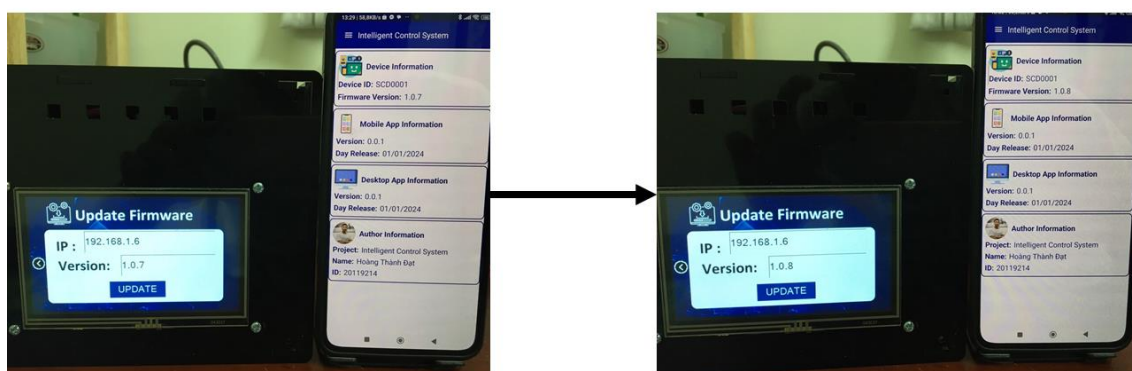 13:29 | 58,8KB/s
Intelligent Control System
Device Information
Device ID: SCD0001
Firmware Version: 1.0.7
Mobile App Information
Version: 0.0.1
Day Release: 01/01/2024
Desktop App Information
Version: 0.0.1
Day Release: 01/01/2024
Author Information
Project: Intelligent Control System
Name: Hoàng Thành Đạt
ID: 20119214
Update Firmware
IP : 192.168.1.6
Version: 1.0.7
UPDATE
Intelligent Control System
Device Information
Device ID: SCD0001
Firmware Version: 1.0.8
Mobile App Information
Version: 0.0.1
Day Release: 01/01/2024
Desktop App Information
Version: 0.0.1
Day Release: 01/01/2024
Author Information
Project: Intelligent Control System
Name: Hoàng Thành Đạt
ID: 20119214
Update Firmware
IP : 192.168.1.6
Version: 1.0.8
UPDATE